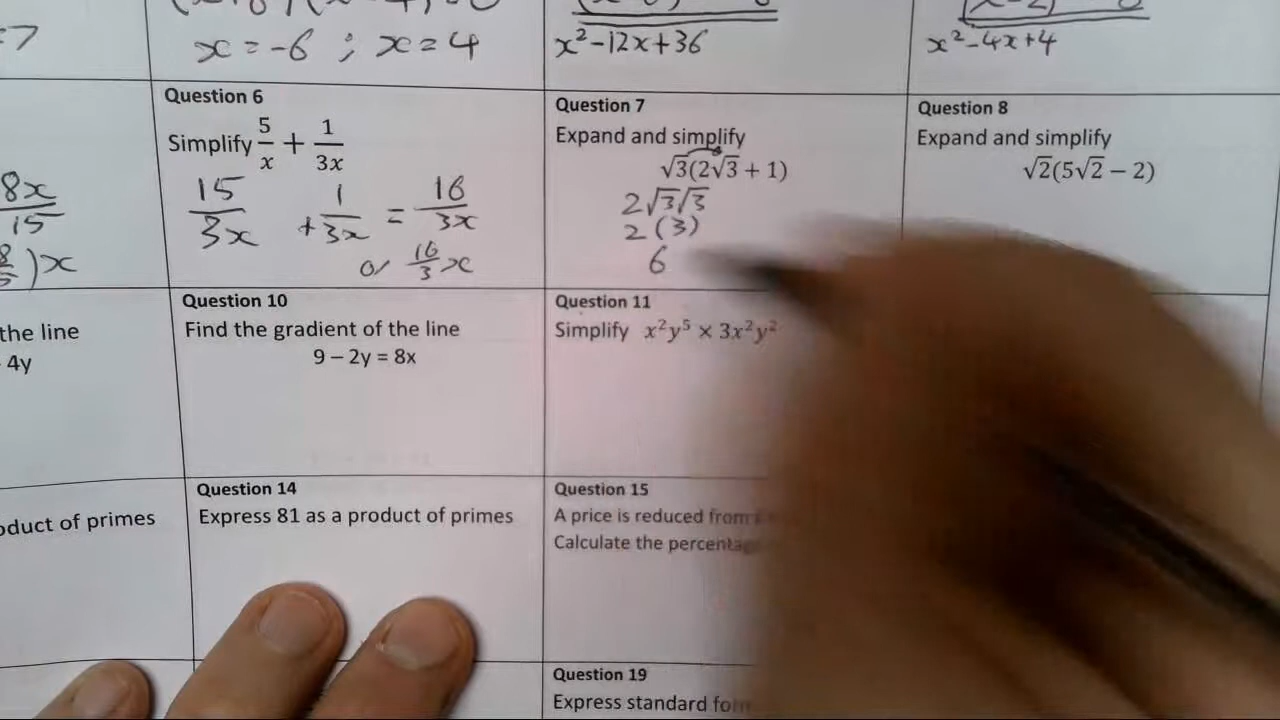 =7
x = -6 ; x = 4
x²-12x+36
x²-4x+4
8x
15
)x
Question 6
Simplify 5/x + 1/3x
15/3x + 1/3x = 16/3x
or 16/3 x
Question 7
Expand and simplify
√3(2√3 + 1)
2√3√3
2(3)
6
Question 8
Expand and simplify
√2(5√2 − 2)
the line
4y
Question 10
Find the gradient of the line
9 – 2y = 8x
Question 11
Simplify x²y⁵ × 3x²y²
of primes
Question 14
Express 81 as a product of primes
Question 15
A price is reduced from
Calculate the
Question 19
Express standard